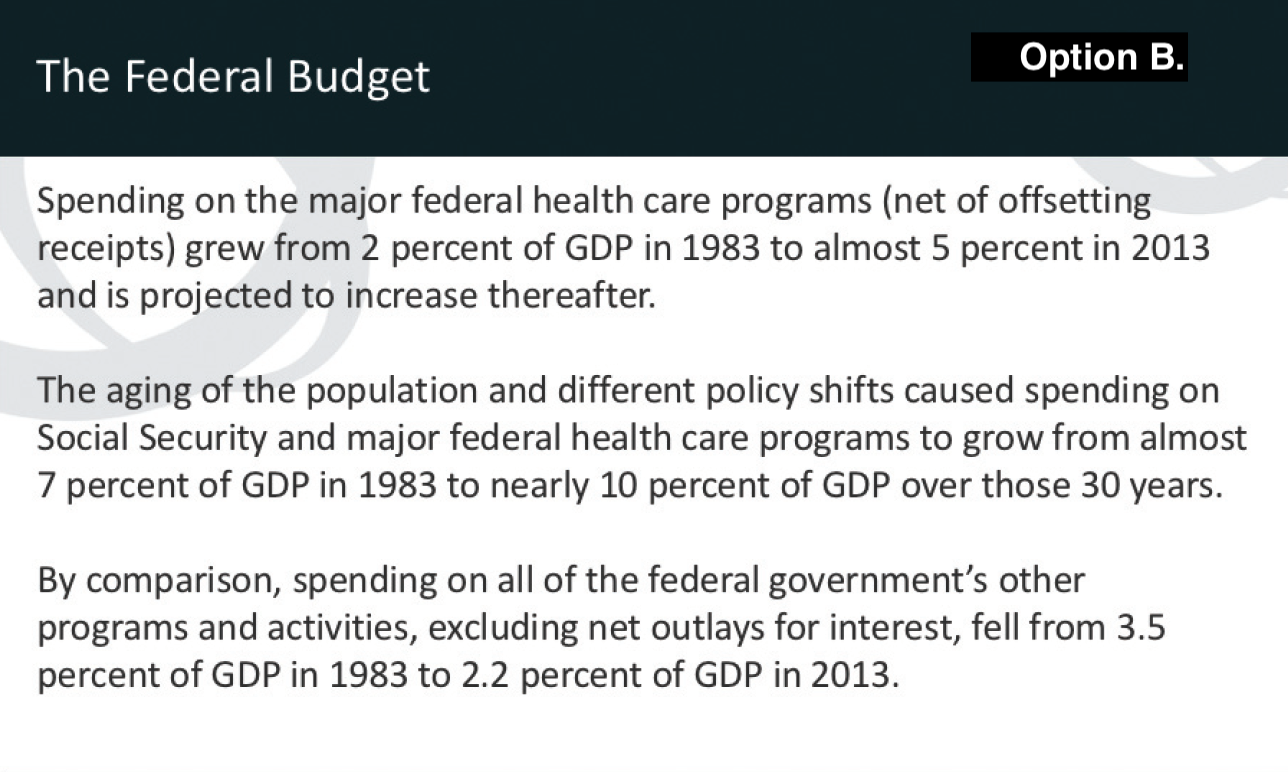 The Federal Budget
Option B.
Spending on the major federal health care programs (net of offsetting
receipts) grew from 2 percent of GDP in 1983 to almost 5 percent in 2013
and is projected to increase thereafter.
The aging of the population and different policy shifts caused spending on
Social Security and major federal health care programs to grow from almost
7 percent of GDP in 1983 to nearly 10 percent of GDP over those 30 years.
By comparison, spending on all of the federal government’s other
programs and activities, excluding net outlays for interest, fell from 3.5
percent of GDP in 1983 to 2.2 percent of GDP in 2013.